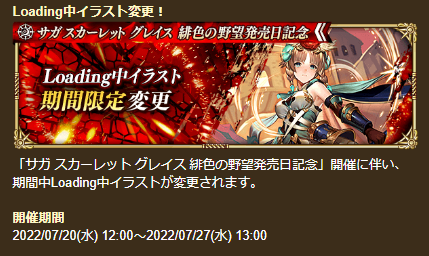 Loading中イラスト変更!
サガ スカーレット グレイス 緋色の野望発売日記念
Loading中イラスト
期間限定変更
「サガ スカーレット グレイス 緋色の野望発売日記念」開催に伴い、
期間中Loading中イラストが変更されます。
開催期間
2022/07/20(水) 12:00～2022/07/27(水) 13:00